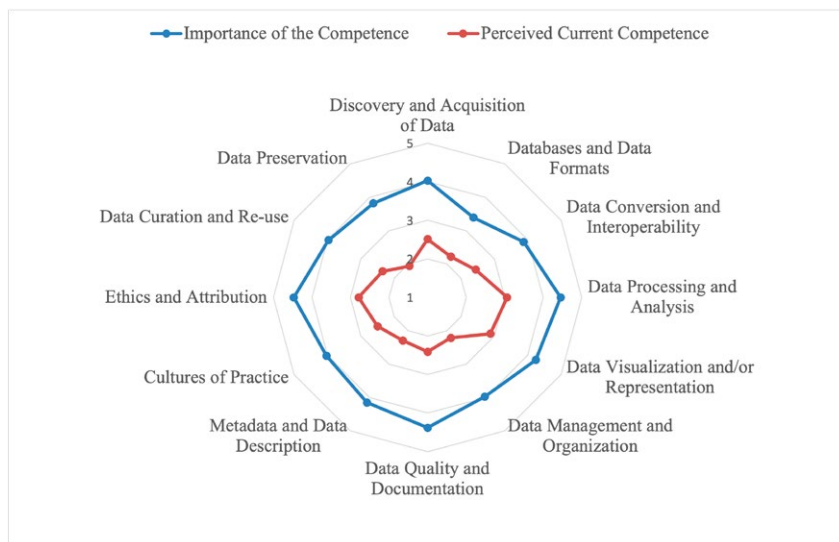 Importance of the Competence
Perceived Current Competence
Discovery and Acquisition
of Data
Databases and Data
Formats
Data Conversion and
Interoperability
Data Processing and
Analysis
Data Visualization and/or
Representation
Data Management and
Organization
Data Quality and
Documentation
Metadata and Data
Description
Cultures of Practice
Ethics and Attribution
Data Curation and Re-use
Data Preservation
5
4
3
2
1